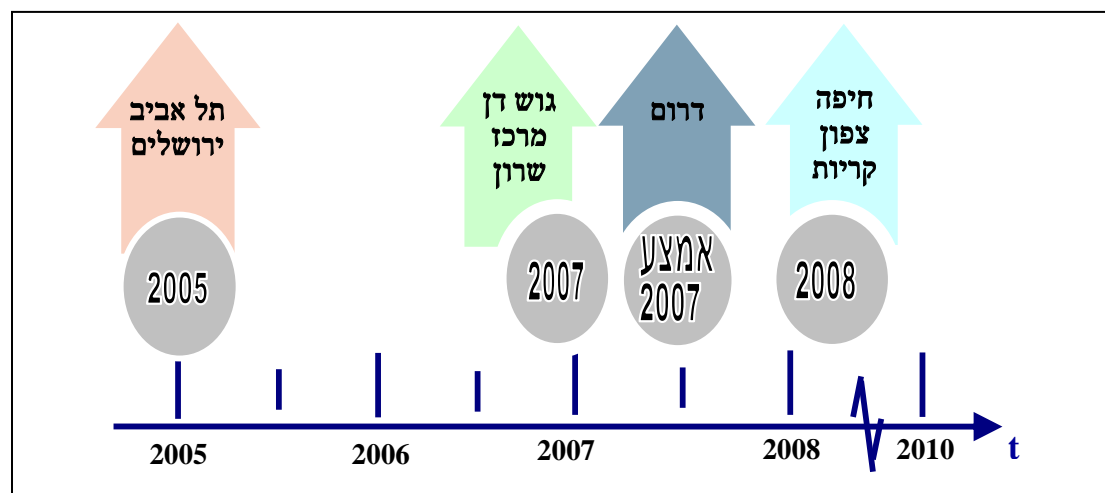 תל אביב
ירושלים
גוש דן
מרכז
שרון
דרום
חיפה
צפון
קריות
2005
2007
אמצע
2007
2008
2005
2006
2007
2008
2010
t